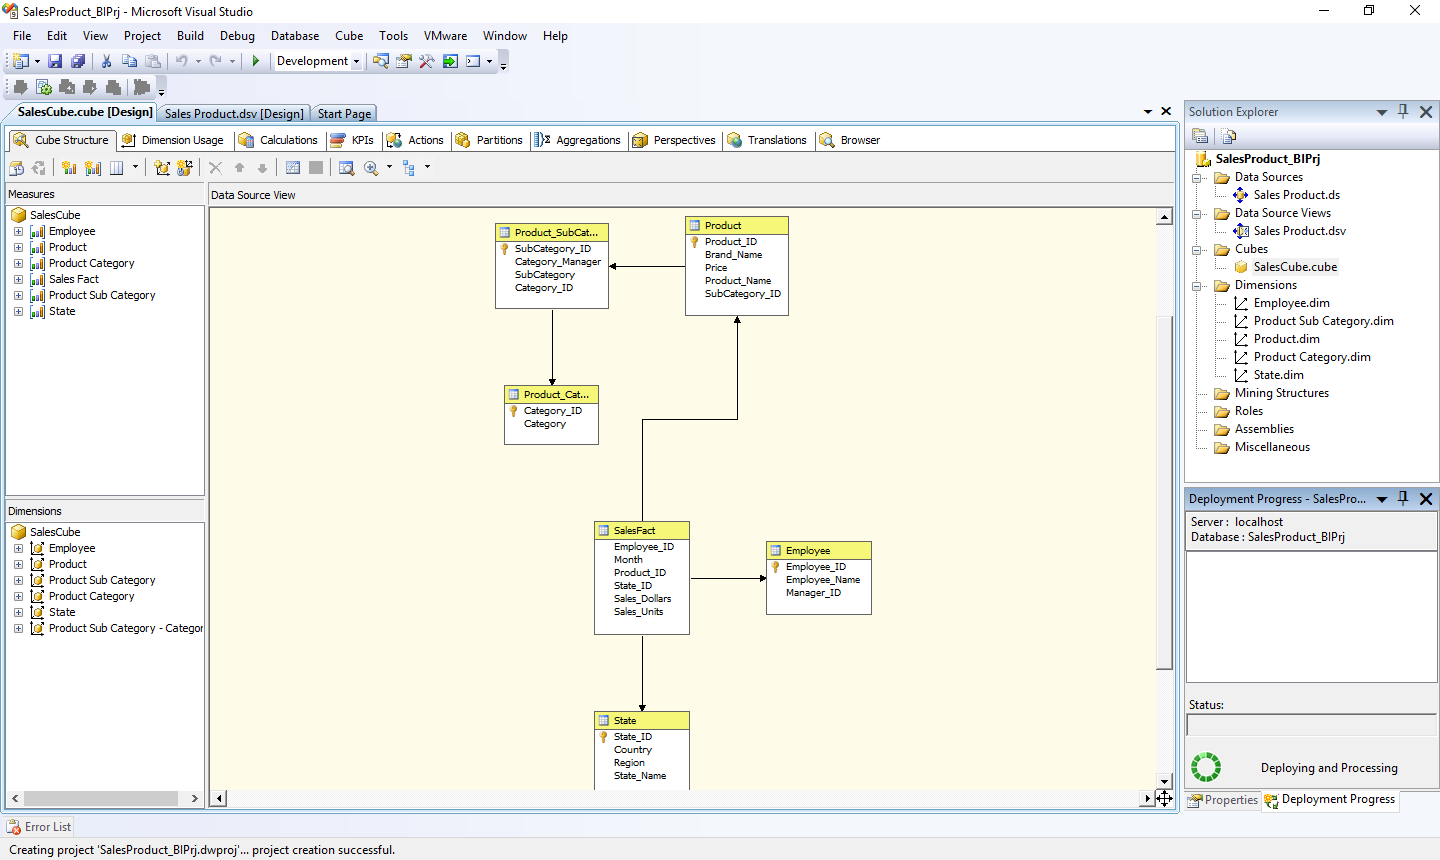 SalesProduct_BIPrj - Microsoft Visual Studio
File Edit View Project Build Debug Database Cube Tools VMware Window Help
Development
SalesCube.cube [Design] Sales Product.dsv [Design] Start Page
Cube Structure Dimension Usage Calculations KPIs Actions Partitions Aggregations Perspectives Translations Browser
Measures
SalesCube
Employee
Product
Product Category
Sales Fact
Product Sub Category
State
Dimensions
SalesCube
Employee
Product
Product Sub Category
Product Category
State
Product Sub Category - Categor
Data Source View
Product_SubCat...
SubCategory_ID
Category_Manager
SubCategory
Category_ID
Product
Product_ID
Brand_Name
Price
Product_Name
SubCategory_ID
Product_Cat...
Category_ID
Category
SalesFact
Employee_ID
Month
Product_ID
State_ID
Sales_Dollars
Sales_Units
Employee
Employee_ID
Employee_Name
Manager_ID
State
State_ID
Country
Region
State_Name
Solution Explorer
SalesProduct_BIPrj
Data Sources
Sales Product.ds
Data Source Views
Sales Product.dsv
Cubes
SalesCube.cube
Dimensions
Employee.dim
Product Sub Category.dim
Product.dim
Product Category.dim
State.dim
Mining Structures
Roles
Assemblies
Miscellaneous
Deployment Progress - SalesPro...
Server : localhost
Database : SalesProduct_BIPrj
Status:
Deploying and Processing
Properties Deployment Progress
Error List
Creating project 'SalesProduct_BIPrj.dwproj'... project creation successful.